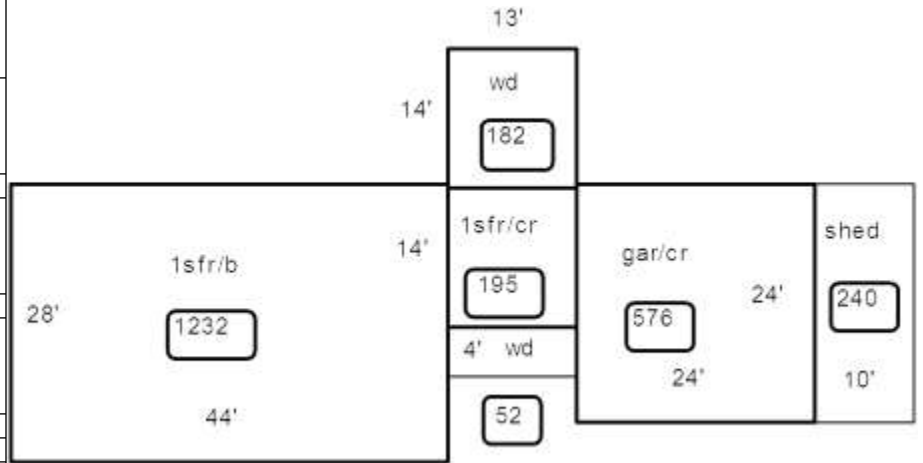 13'
wd
14'
182
1sfr/b
1232
28'
44'
1sfr/cr
14'
195
4' wd
52
gar/cr
576
24'
24'
shed
240
10'